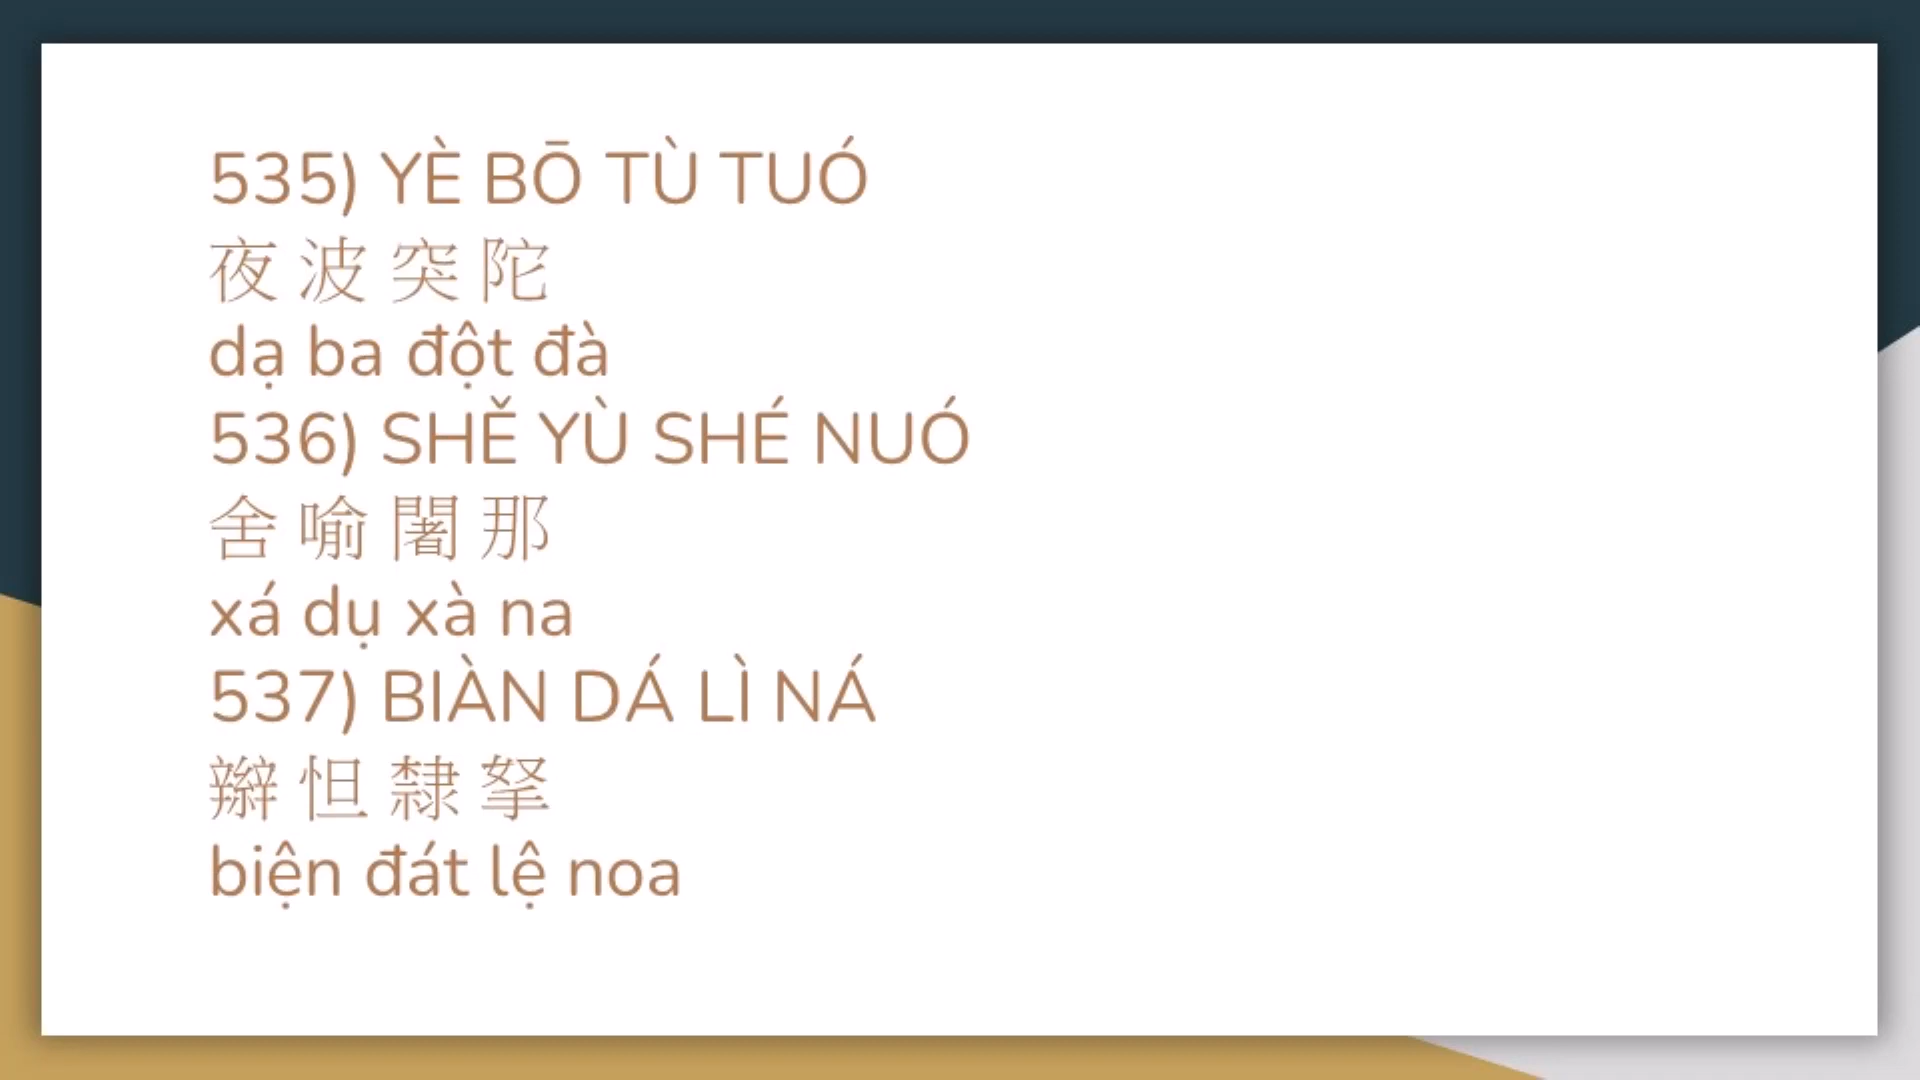 535) YÈ BŌ TÙ TUÓ
夜 波 突 陀
dạ ba đột đà
536) SHĚ YÙ SHÉ NUÓ
舍 喻 闍 那
xá dụ xà na
537) BIÀN DÁ LÌ NÁ
辮 怛 隸 拏
biện đát lệ noa